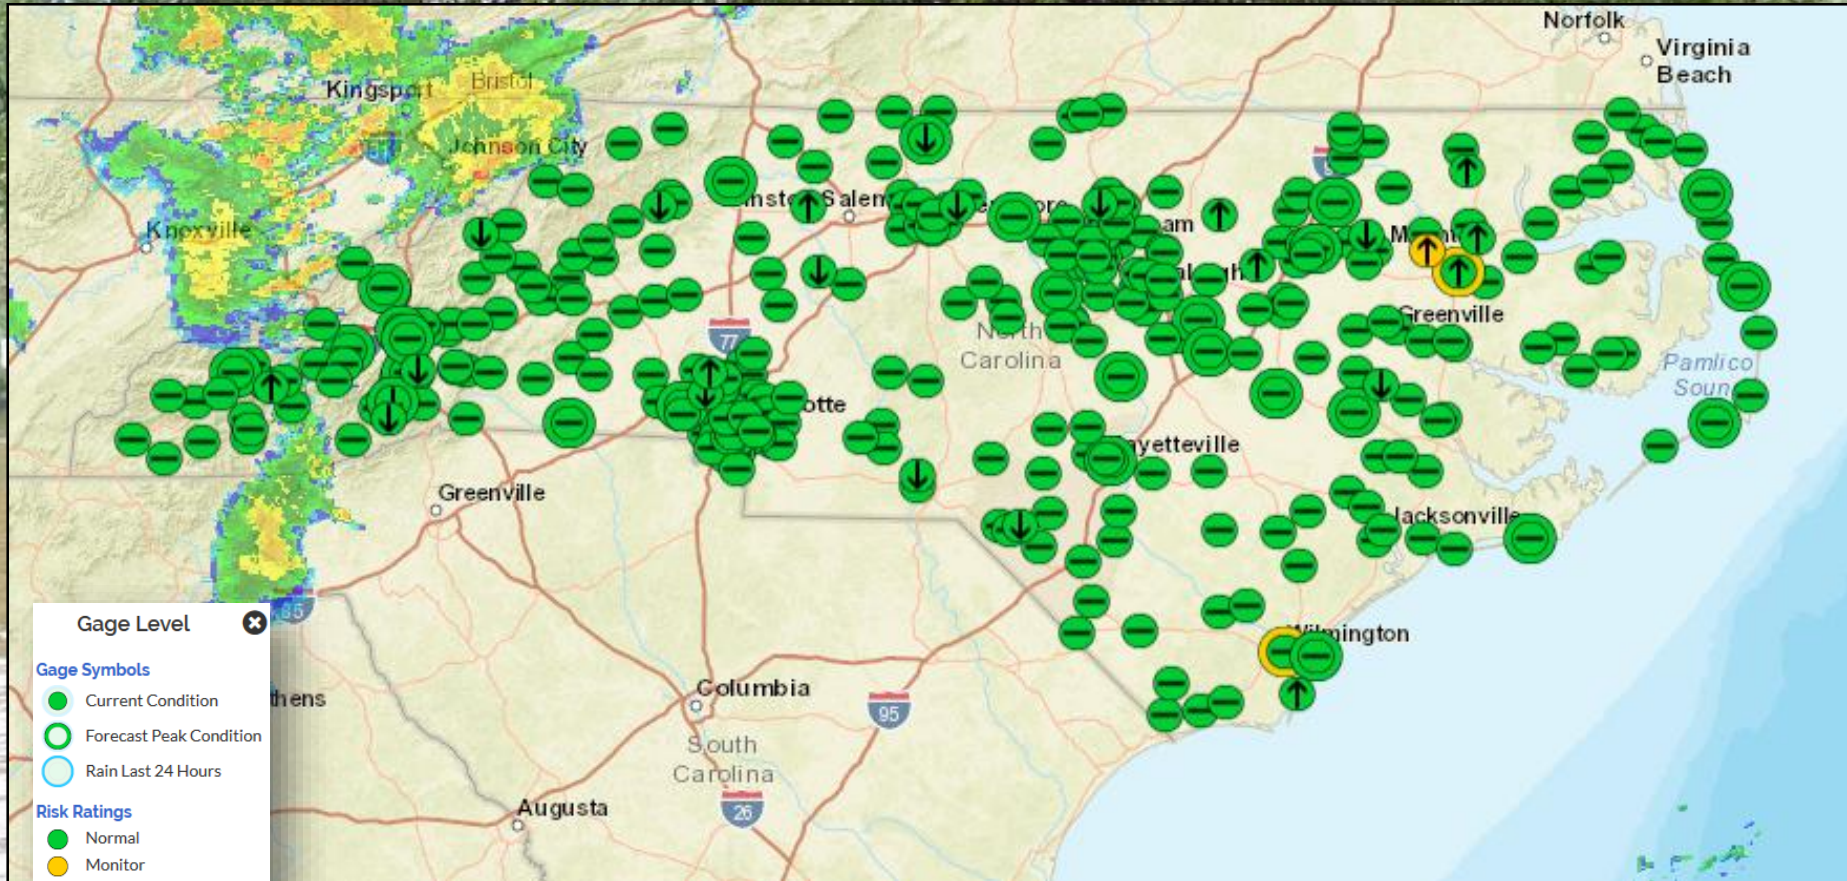 Norfolk
Virginia
Beach
Kingsport
Bristol
Johnson City
Knoxville
Salem
77
Greenville
North
Carolina
Pamlico
Greenville
Jacksonville
85
Wilmington
Columbia
95
South
Carolina
26
Augusta
Gage Level
Gage Symbols
Current Condition
Forecast Peak Condition
Rain Last 24 Hours
Risk Ratings
Normal
Monitor